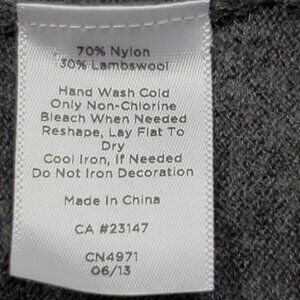 70% Nylon
30% Lambswool
Hand Wash Cold
Only Non-Chlorine
Bleach When Needed
Reshape, Lay Flat To
Dry
Cool Iron, If Needed
Do Not Iron Decoration
Made In China
CA #23147
CN4971
06/13